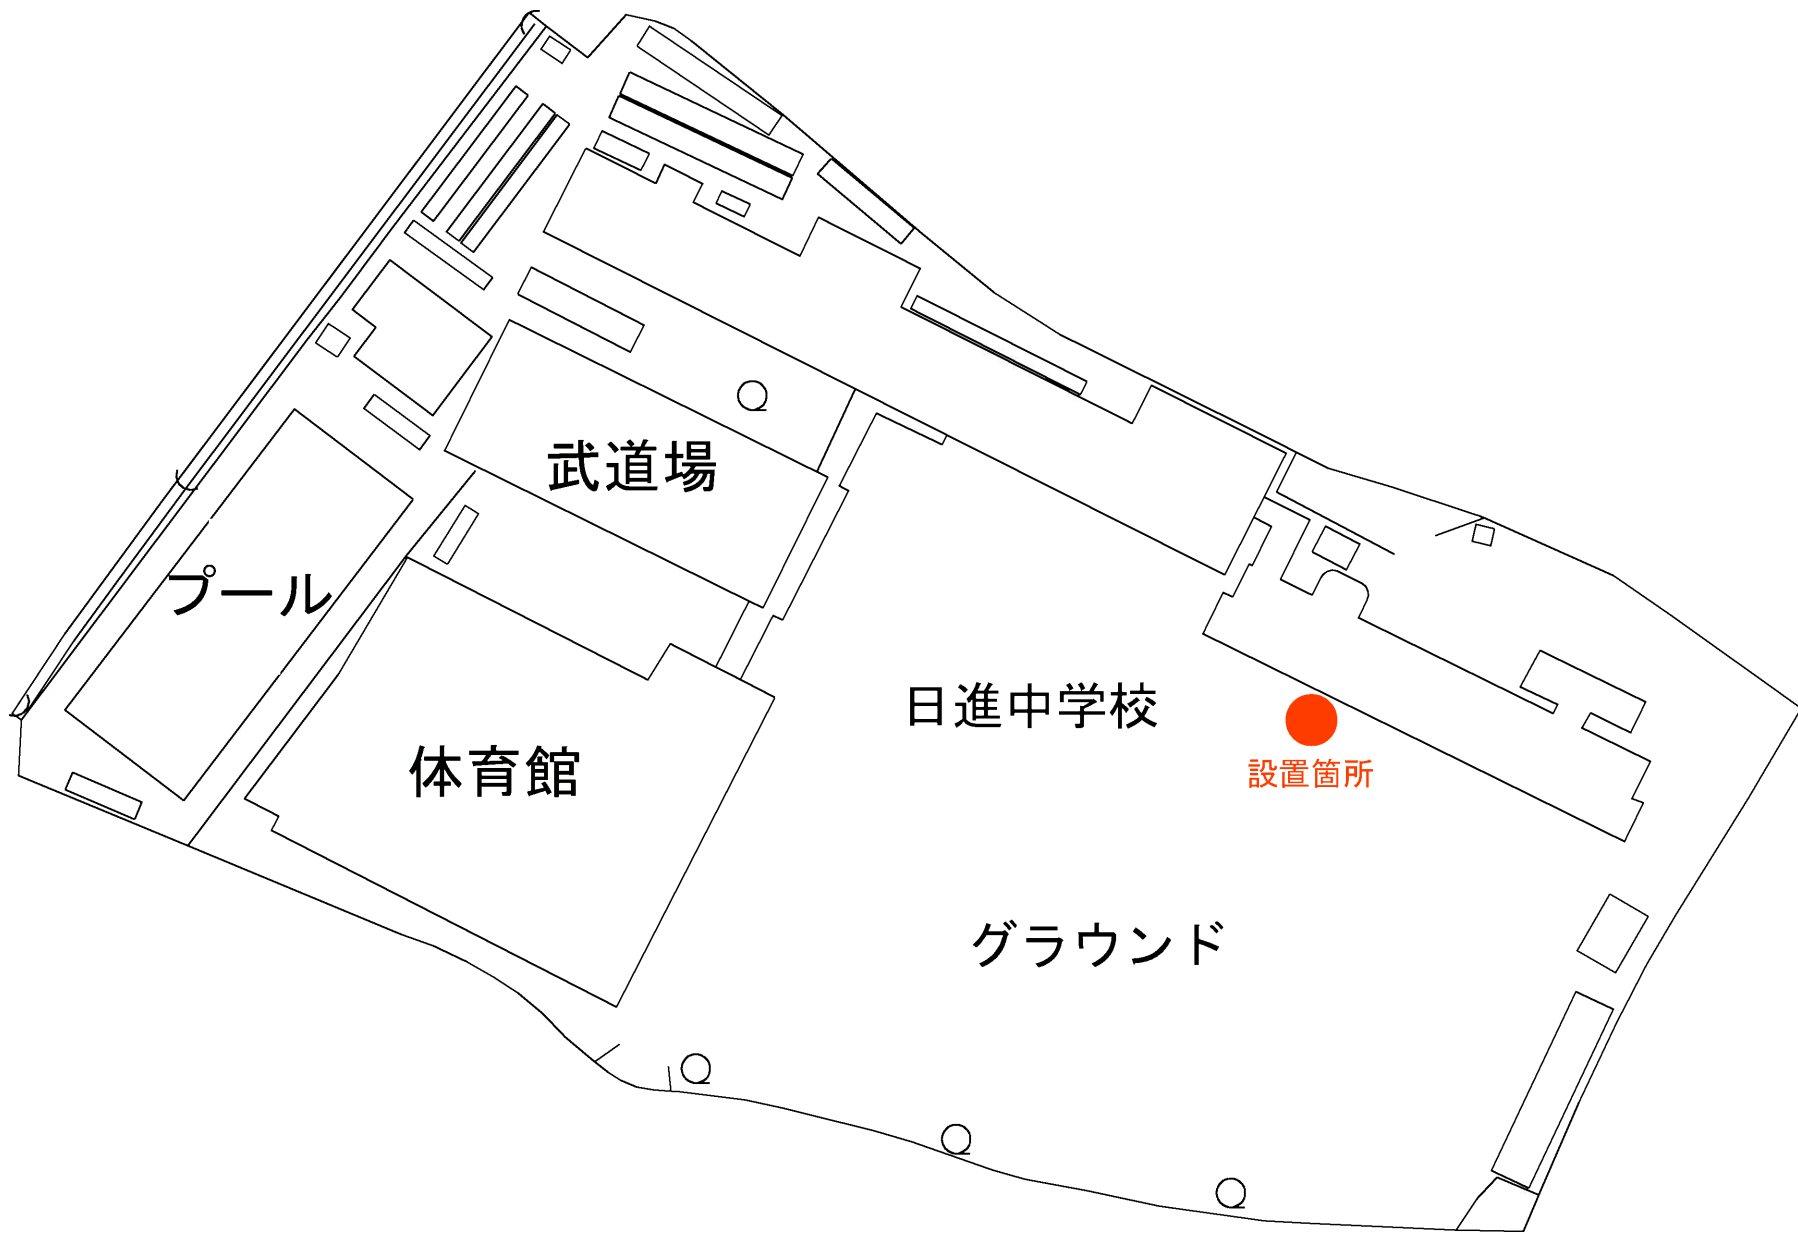 武道場
プール
日進中学校
体育館
設置箇所
グラウンド